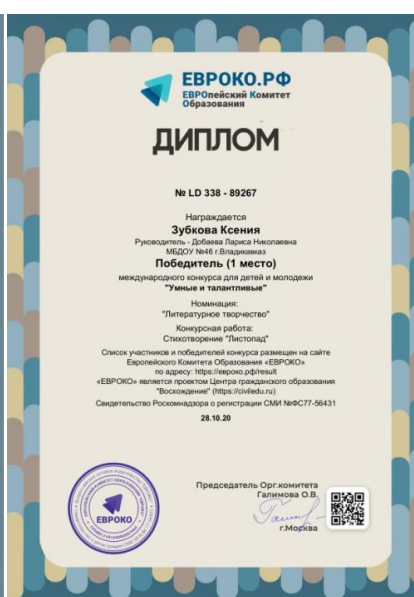 ЕВРОКО.РФ
ЕВРОпейский Комитет
Образования
ДИПЛОМ
№ LD 338 - 89267
Награждается
Зубкова Ксения
Руководитель - Добаева Лариса Николаевна
МБДОУ №46 г.Владикавказ
Победитель (1 место)
международного конкурса для детей и молодежи
"Умные и талантливые"
Номинация:
"Литературное творчество"
Конкурсная работа:
Стихотворение "Листопад"
Список участников и победителей конкурса размещен на сайте
Европейского Комитета Образования «ЕВРОКО»
по адресу: https://евроко.рф/result
«ЕВРОКО» является проектом Центра гражданского образования
"Восхождение" (https://civiledu.ru)
Свидетельство Роскомнадзора о регистрации СМИ №ФС77-56431
28.10.20
Председатель Орг.комитета
Галимова О.В.
г.Москва
ЕВРОКО